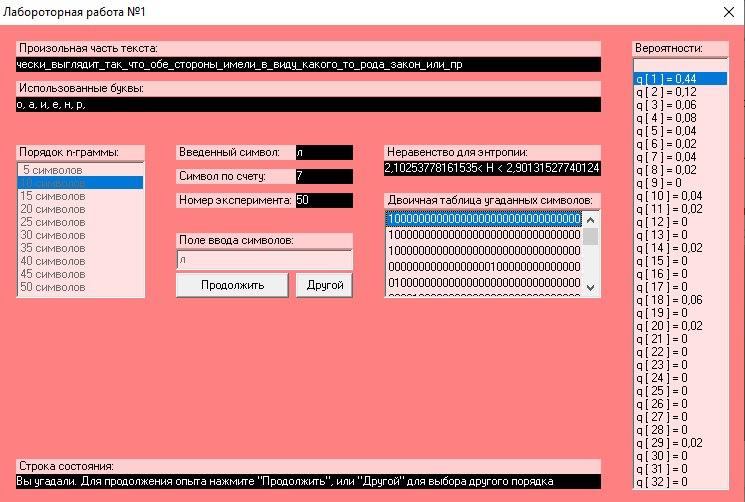 Лабороторная работа №1
Произольная часть текста:
чески_выглядит_так_что_обе_стороны_имели_в_виду_какого_то_рода_закон_или_пр
Использованные буквы:
о, а, и, е, н, р,
Порядок n-граммы:
5 символов
10 символов
15 символов
20 символов
25 символов
30 символов
35 символов
40 символов
45 символов
50 символов
Введенный символ: л
Символ по счету: 7
Номер эксперимента: 50
Поле ввода символов:
л
Продолжить
Другой
Неравенство для энтропии:
2,10253778161535< H < 2,90131527740124
Двоичная таблица угаданных символов:
Вероятности:
q [ 1 ] = 0,44
q [ 2 ] = 0,12
q [ 3 ] = 0,06
q [ 4 ] = 0,08
q [ 5 ] = 0,04
q [ 6 ] = 0,02
q [ 7 ] = 0,04
q [ 8 ] = 0,02
q [ 9 ] = 0
q [ 10 ] = 0,04
q [ 11 ] = 0,02
q [ 12 ] = 0
q [ 13 ] = 0
q [ 14 ] = 0,02
q [ 15 ] = 0
q [ 16 ] = 0
q [ 17 ] = 0
q [ 18 ] = 0,06
q [ 19 ] = 0
q [ 20 ] = 0,02
q [ 21 ] = 0
q [ 22 ] = 0
q [ 23 ] = 0
q [ 24 ] = 0
q [ 25 ] = 0
q [ 26 ] = 0
q [ 27 ] = 0
q [ 28 ] = 0
q [ 29 ] = 0,02
q [ 30 ] = 0
q [ 31 ] = 0
q [ 32 ] = 0
Строка состояния:
Вы угадали. Для продолжения опыта нажмите "Продолжить", или "Другой" для выбора другого порядка